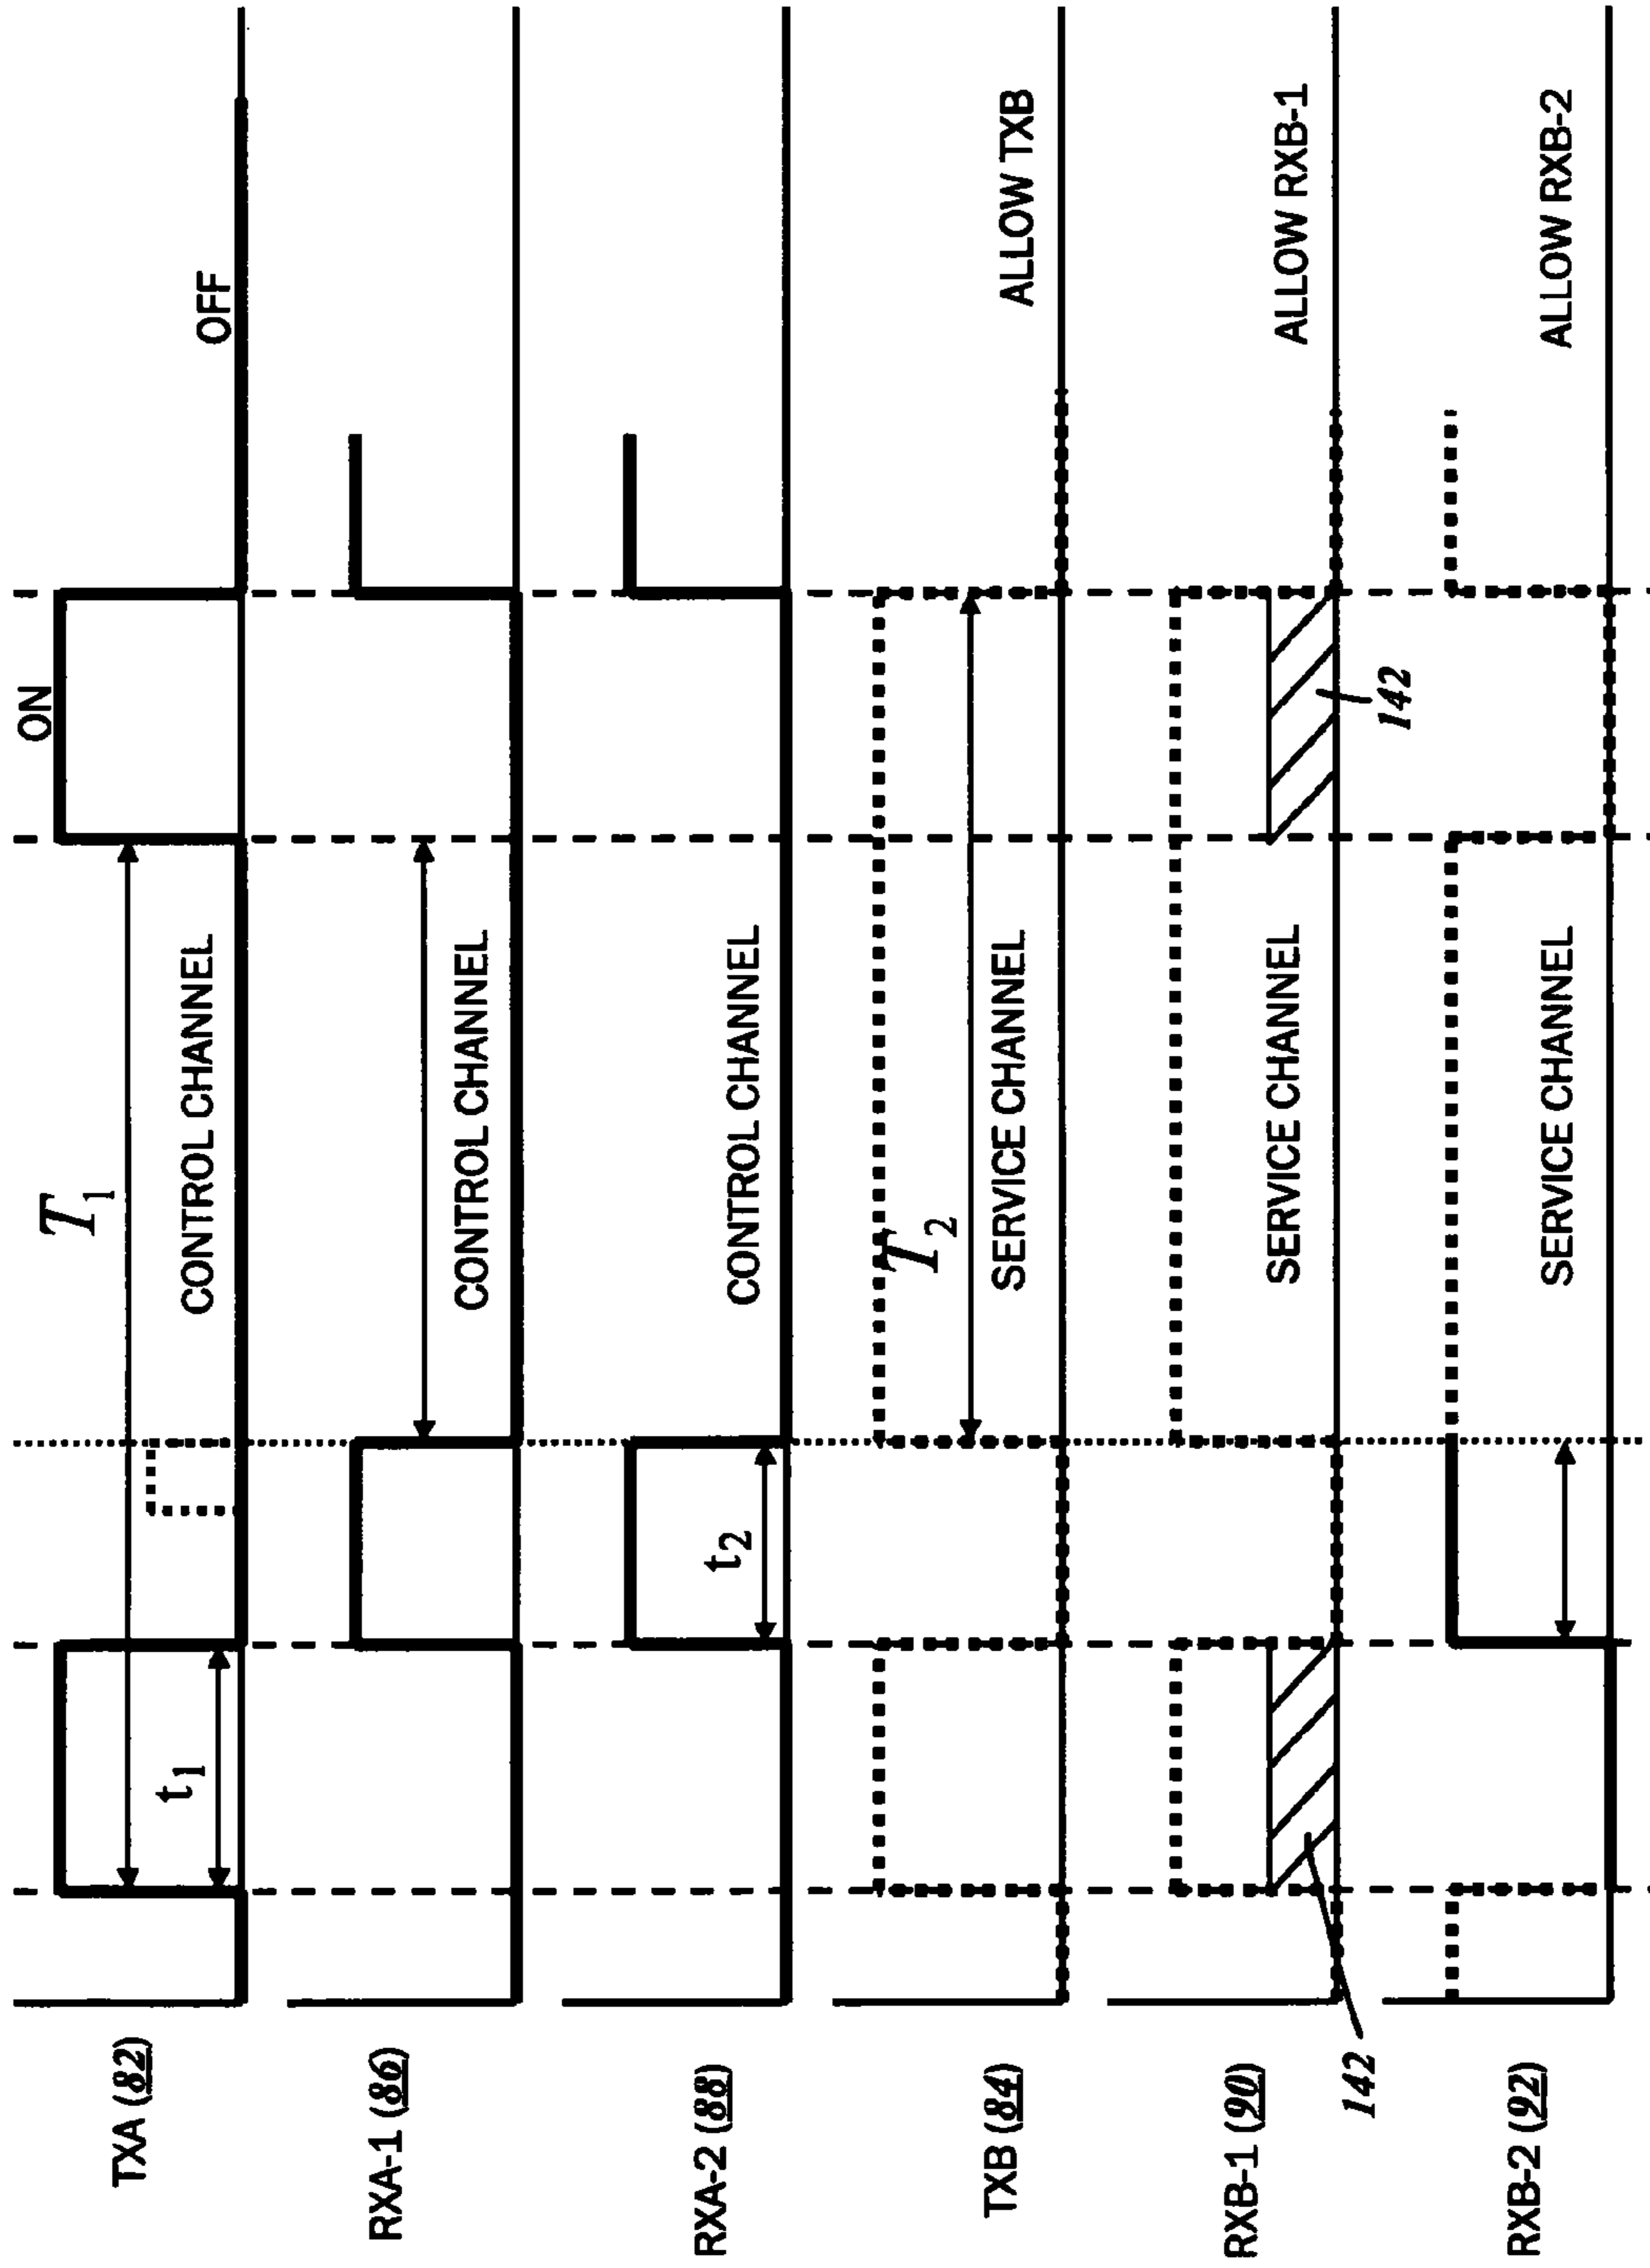 TXA (82)
t1
T1
CONTROL CHANNEL
ON
OFF
RXA-1 (86)
CONTROL CHANNEL
RXA-2 (88)
t2
CONTROL CHANNEL
TXB (84)
T2
SERVICE CHANNEL
ALLOW TXB
RXB-1 (90)
142
SERVICE CHANNEL
142
ALLOW RXB-1
RXB-2 (92)
SERVICE CHANNEL
ALLOW RXB-2